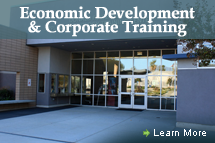 Economic Development
& Corporate Training
Learn More